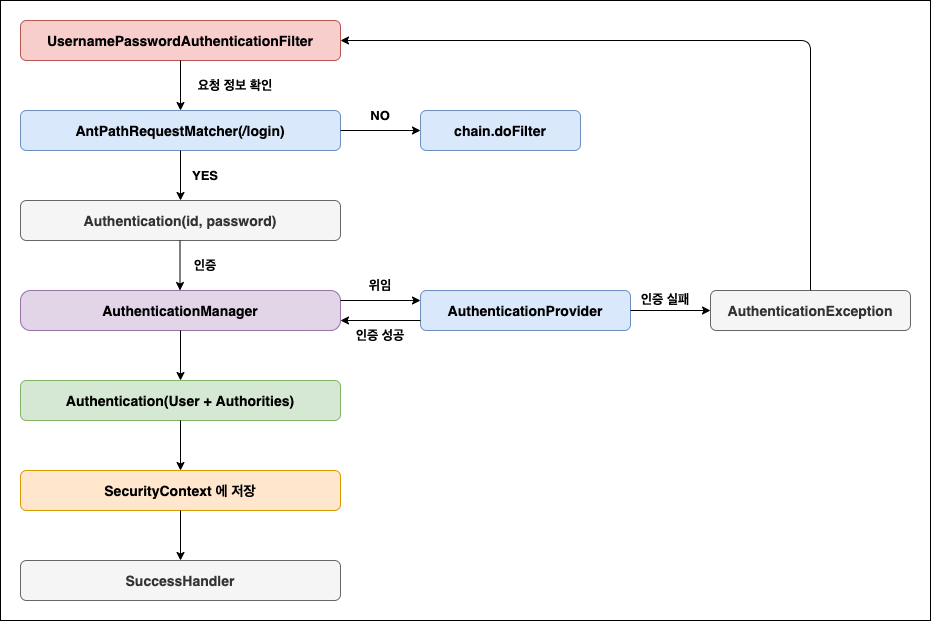 UsernamePasswordAuthenticationFilter
요청 정보 확인
AntPathRequestMatcher(/login)
NO
chain.doFilter
YES
Authentication(id, password)
인증
AuthenticationManager
위임
인증 성공
AuthenticationProvider
인증 실패
AuthenticationException
Authentication(User + Authorities)
SecurityContext 에 저장
SuccessHandler